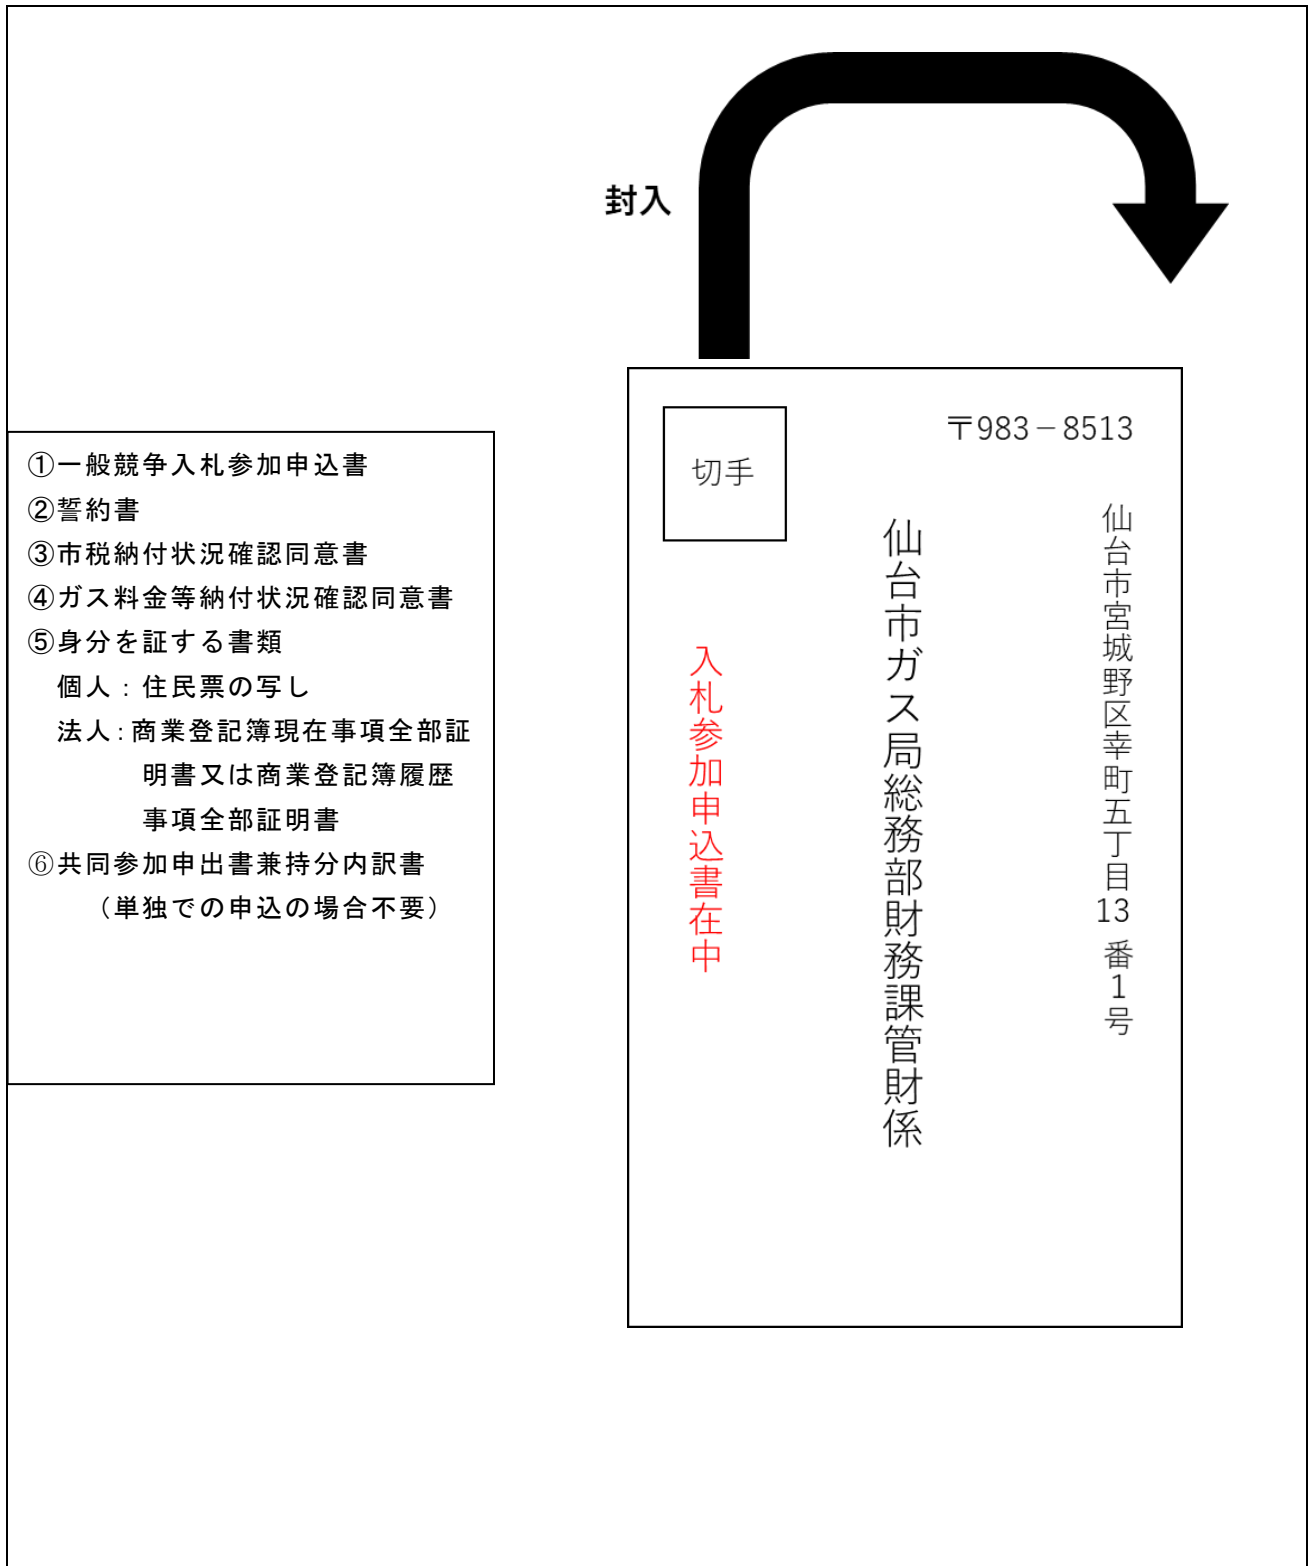 封入
①一般競争入札参加申込書
②誓約書
③市税納付状況確認同意書
④ガス料金等納付状況確認同意書
⑤身分を証する書類
個人：住民票の写し
法人：商業登記簿現在事項全部証
明書又は商業登記簿履歴
事項全部証明書
⑥共同参加申出書兼持分内訳書
（単独での申込の場合不要）
切手
〒983－8513
仙台市宮城野区幸町五丁目13番1号
仙台市ガス局総務部財務課管財係
入札参加申込書在中